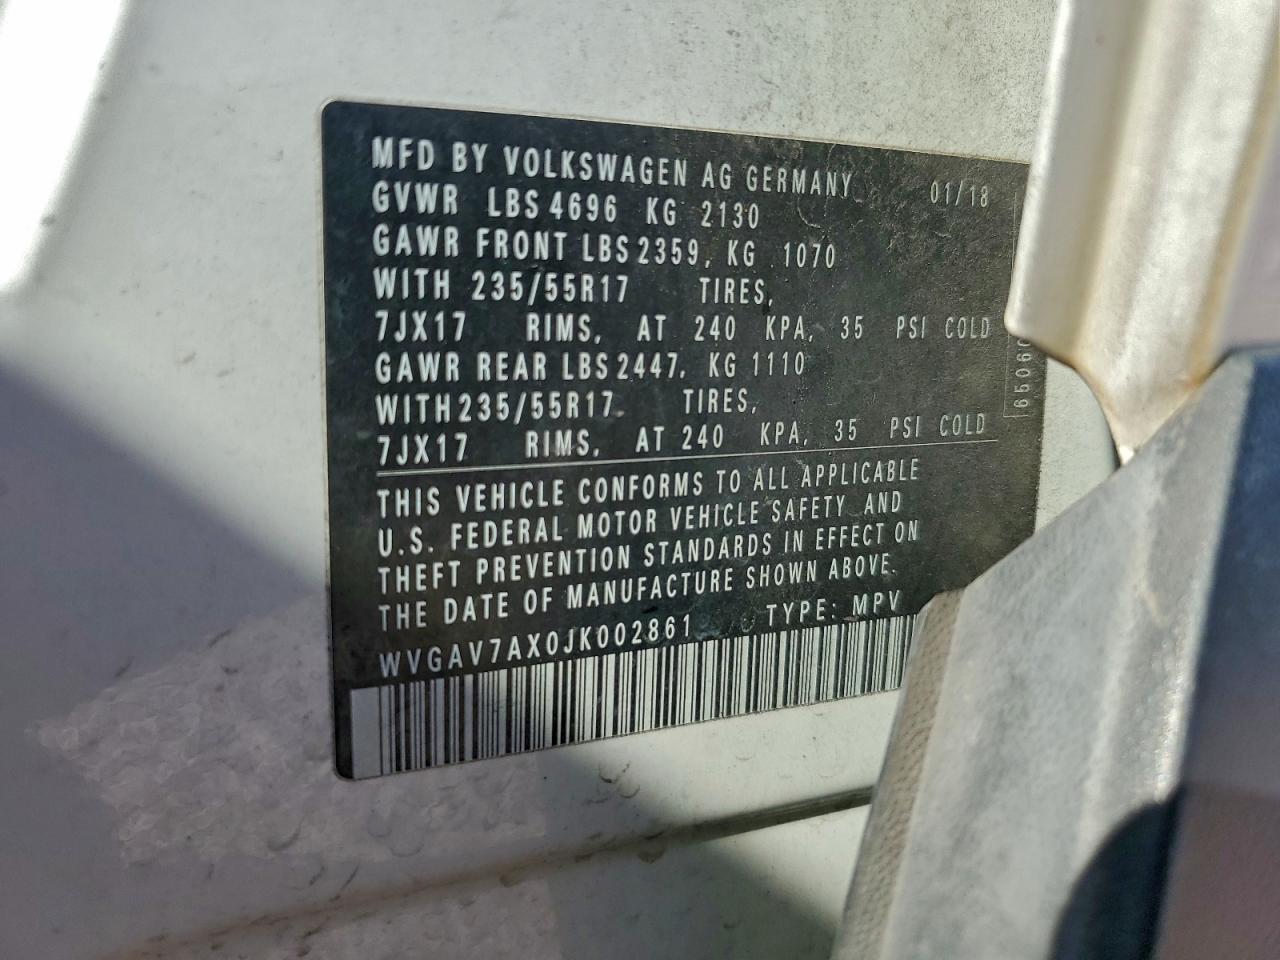 MFD BY VOLKSWAGEN AG GERMANY 01/18
GVWR LBS 4696 KG 2130
GAWR FRONT LBS 2359, KG 1070
WITH 235/55R17 TIRES,
7JX17 RIMS, AT 240 KPA, 35 PSI COLD
GAWR REAR LBS 2447, KG 1110
WITH 235/55R17 TIRES,
7JX17 RIMS, AT 240 KPA, 35 PSI COLD
THIS VEHICLE CONFORMS TO ALL APPLICABLE
U.S. FEDERAL MOTOR VEHICLE SAFETY AND
THEFT PREVENTION STANDARDS IN EFFECT ON
THE DATE OF MANUFACTURE SHOWN ABOVE.
WVGAV7AX0JK002861 TYPE: MPV